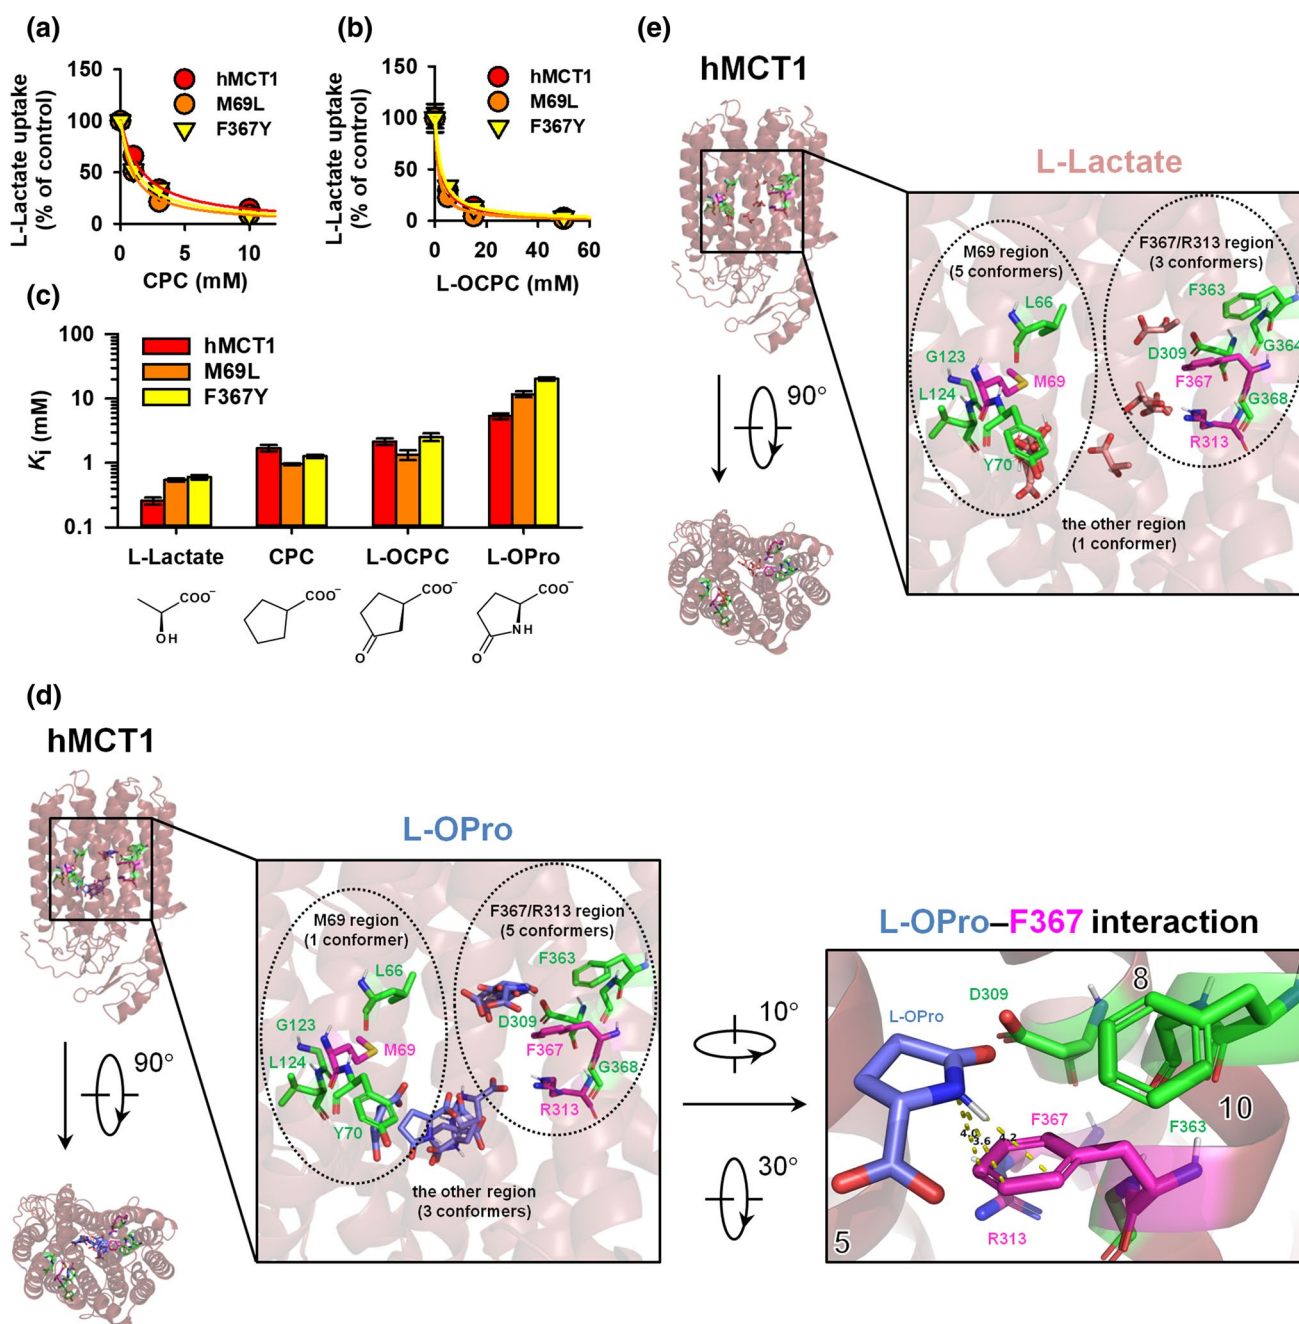 (a)
L-Lactate uptake
(% of control)
150
100
50
0
0
5
10
CPC (mM)
hMCT1
M69L
F367Y
(b)
L-Lactate uptake
(% of control)
150
100
50
0
0
20
40
60
L-OCPC (mM)
hMCT1
M69L
F367Y
(c)
Ki (mM)
100
10
1
0.1
hMCT1
M69L
F367Y
L-Lactate
CPC
L-OCPC
L-OPro
COO−
OH
COO−
COO−
O
COO−
NH
O
(e)
hMCT1
90°
L-Lactate
M69 region
(5 conformers)
F367/R313 region
(3 conformers)
L66
F363
G123
D309
G364
L124
M69
F367
G368
Y70
R313
the other region
(1 conformer)
(d)
hMCT1
90°
L-OPro
M69 region
(1 conformer)
F367/R313 region
(5 conformers)
L66
F363
G123
D309
L124
M69
F367
G368
Y70
R313
the other region
(3 conformers)
10°
30°
L-OPro–F367 interaction
8
D309
L-OPro
10
F367
F363
3.6
4.2
R313
5